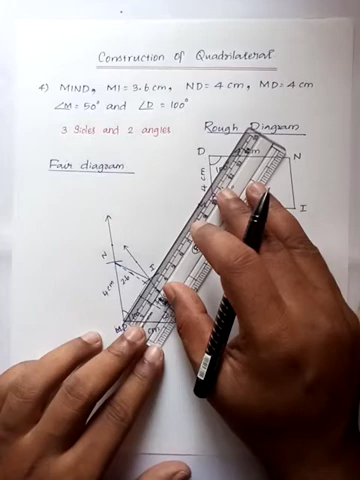 Construction of Quadrilateral
4) MIND, MI = 3.6 cm, ND = 4 cm, MD = 4 cm
∠M = 50° and ∠D = 100°
3 Sides and 2 angles
Rough Diagram
Fair diagram
D
N
4 cm
I
N
I
4 cm
M
cm